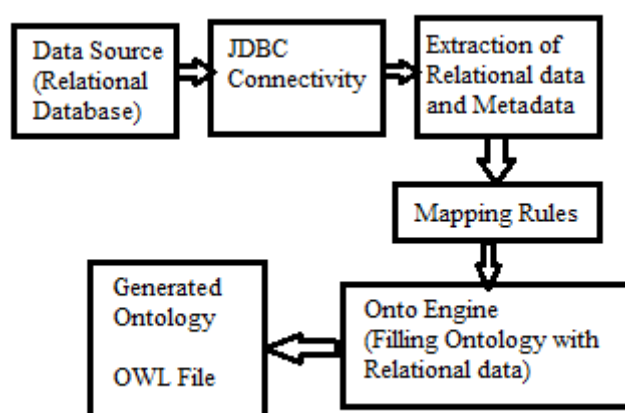 Data Source
(Relational
Database)
JDBC
Connectivity
Extraction of
Relational data
and Metadata
Mapping Rules
Onto Engine
(Filling Ontology with
Relational data)
Generated
Ontology
OWL File